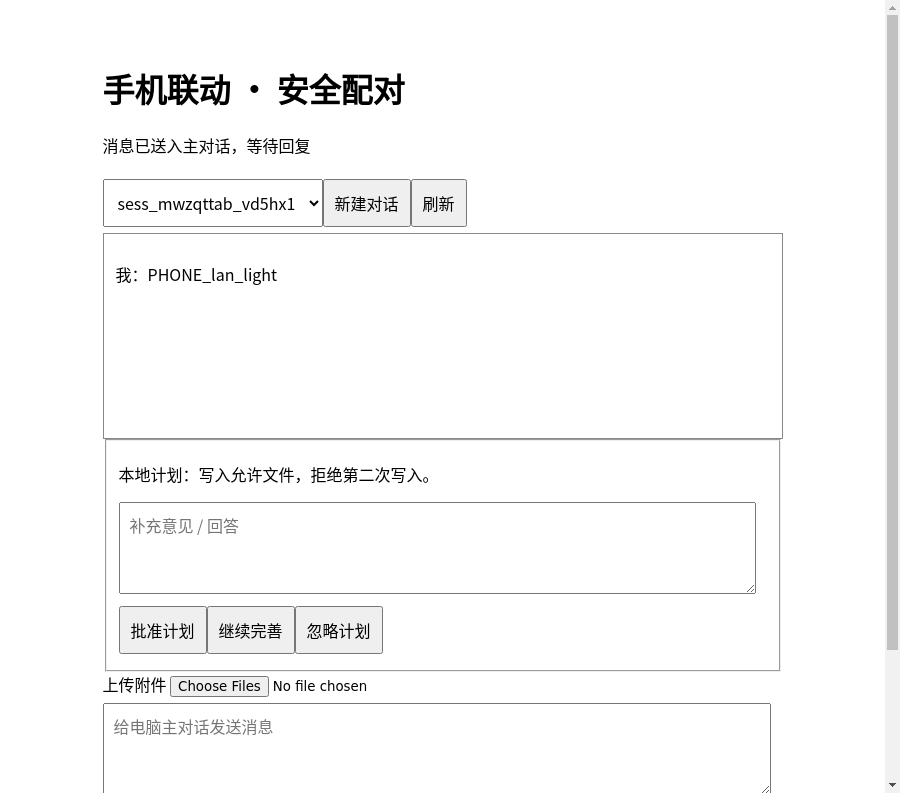 手机联动 · 安全配对
消息已送入主对话，等待回复
sess_mwzqttab_vd5hx1 新建对话 刷新
我：PHONE_lan_light
本地计划：写入允许文件，拒绝第二次写入。
补充意见 / 回答
批准计划 继续完善 忽略计划
上传附件 Choose Files No file chosen
给电脑主对话发送消息